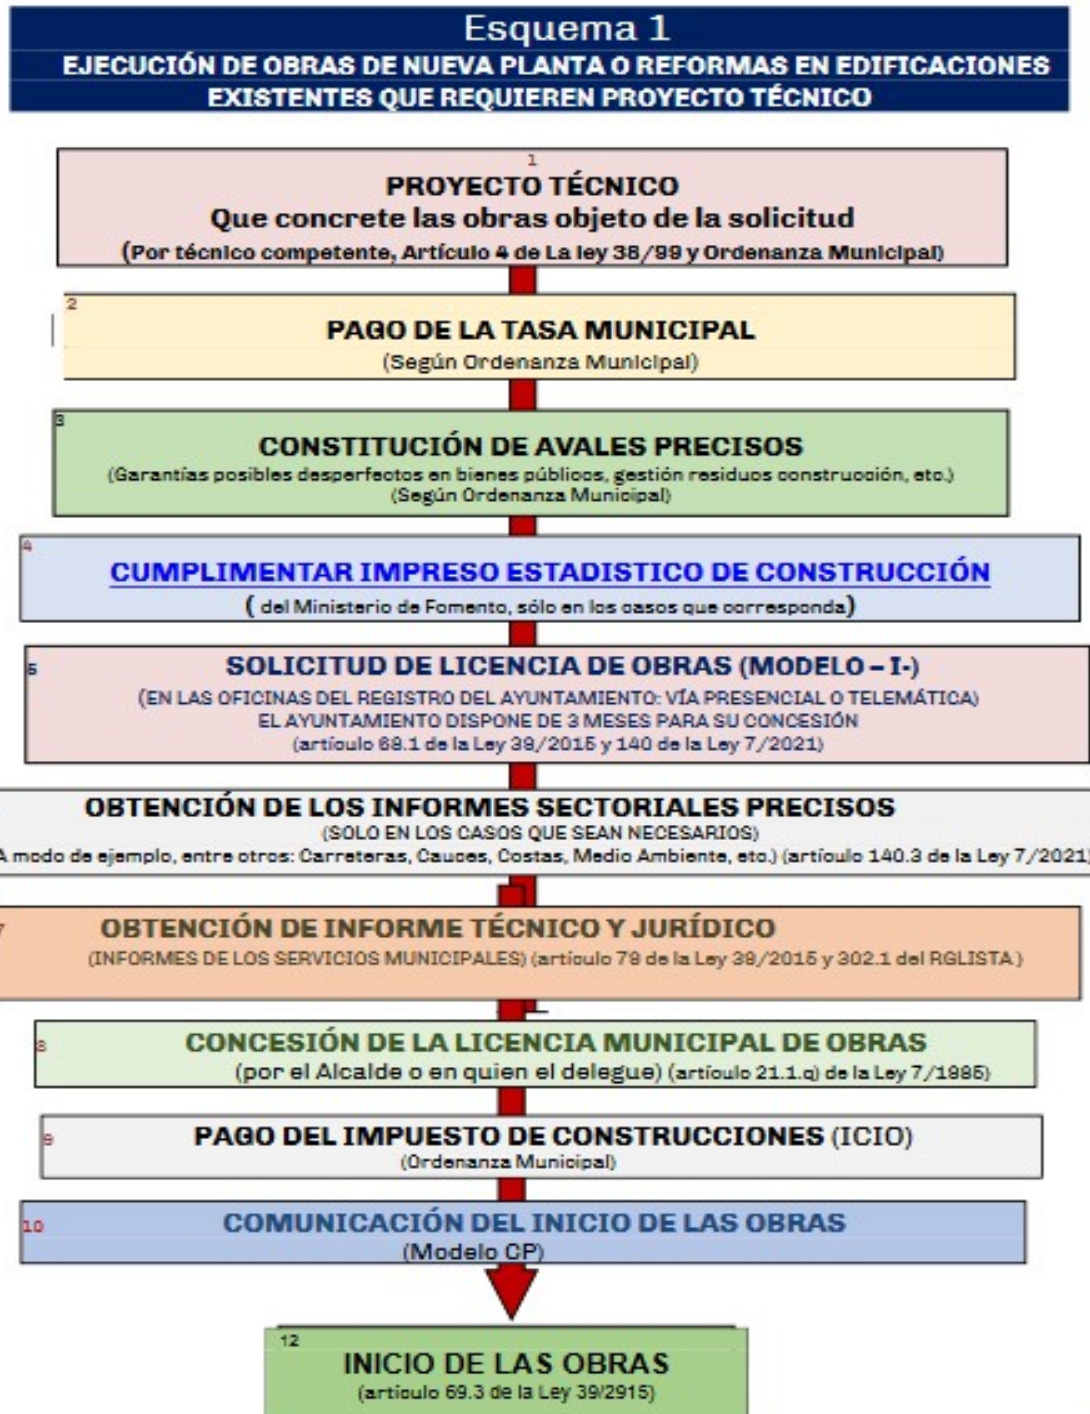 Esquema 1
EJECUCIÓN DE OBRAS DE NUEVA PLANTA O REFORMAS EN EDIFICACIONES
EXISTENTES QUE REQUIEREN PROYECTO TÉCNICO
1
PROYECTO TÉCNICO
Que concrete las obras objeto de la solicitud
(Por técnico competente, Artículo 4 de La ley 38/99 y Ordenanza Municipal)
2
PAGO DE LA TASA MUNICIPAL
(Según Ordenanza Municipal)
3
CONSTITUCIÓN DE AVALES PRECISOS
(Garantías posibles desperfectos en bienes públicos, gestión residuos construcción, etc.)
(Según Ordenanza Municipal)
4
CUMPLIMENTAR IMPRESO ESTADISTICO DE CONSTRUCCIÓN
( del Ministerio de Fomento, sólo en los casos que corresponda)
5
SOLICITUD DE LICENCIA DE OBRAS (MODELO – I-)
(EN LAS OFICINAS DEL REGISTRO DEL AYUNTAMIENTO: VÍA PRESENCIAL O TELEMÁTICA)
EL AYUNTAMIENTO DISPONE DE 3 MESES PARA SU CONCESIÓN
(artículo 68.1 de la Ley 39/2015 y 140 de la Ley 7/2021)
OBTENCIÓN DE LOS INFORMES SECTORIALES PRECISOS
(SOLO EN LOS CASOS QUE SEAN NECESARIOS)
A modo de ejemplo, entre otros: Carreteras, Cauces, Costas, Medio Ambiente, etc.) (artículo 140.3 de la Ley 7/2021)
7
OBTENCIÓN DE INFORME TÉCNICO Y JURÍDICO
(INFORMES DE LOS SERVICIOS MUNICIPALES) (artículo 79 de la Ley 39/2015 y 302.1 del RGLISTA )
8
CONCESIÓN DE LA LICENCIA MUNICIPAL DE OBRAS
(por el Alcalde o en quien el delegue) (artículo 21.1.q) de la Ley 7/1985)
9
PAGO DEL IMPUESTO DE CONSTRUCCIONES (ICIO)
(Ordenanza Municipal)
10
COMUNICACIÓN DEL INICIO DE LAS OBRAS
(Modelo CP)
12
INICIO DE LAS OBRAS
(artículo 69.3 de la Ley 39/2915)